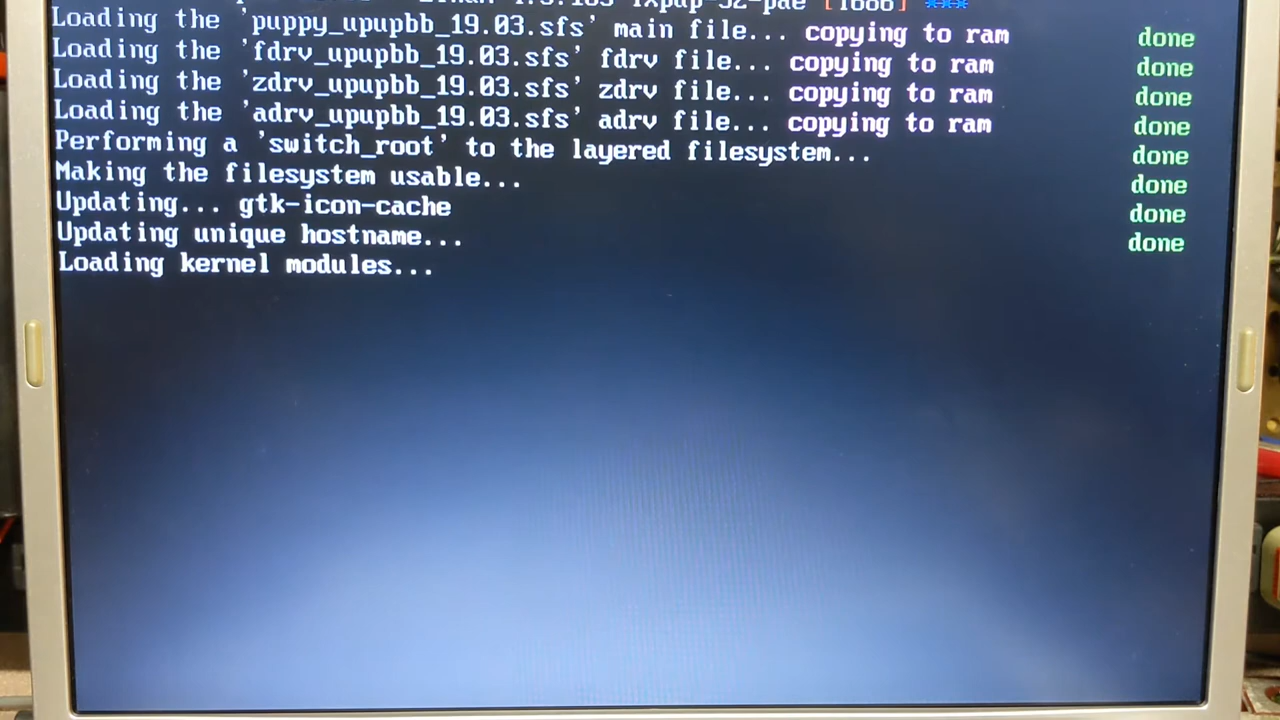 Loading the 'puppy_upupbb_19.03.sfs' main file... copying to ram done
Loading the 'fdrv_upupbb_19.03.sfs' fdrv file... copying to ram done
Loading the 'zdrv_upupbb_19.03.sfs' zdrv file... copying to ram done
Loading the 'adrv_upupbb_19.03.sfs' adrv file... copying to ram done
Performing a 'switch_root' to the layered filesystem... done
Making the filesystem usable... done
Updating... gtk-icon-cache done
Updating unique hostname... done
Loading kernel modules...